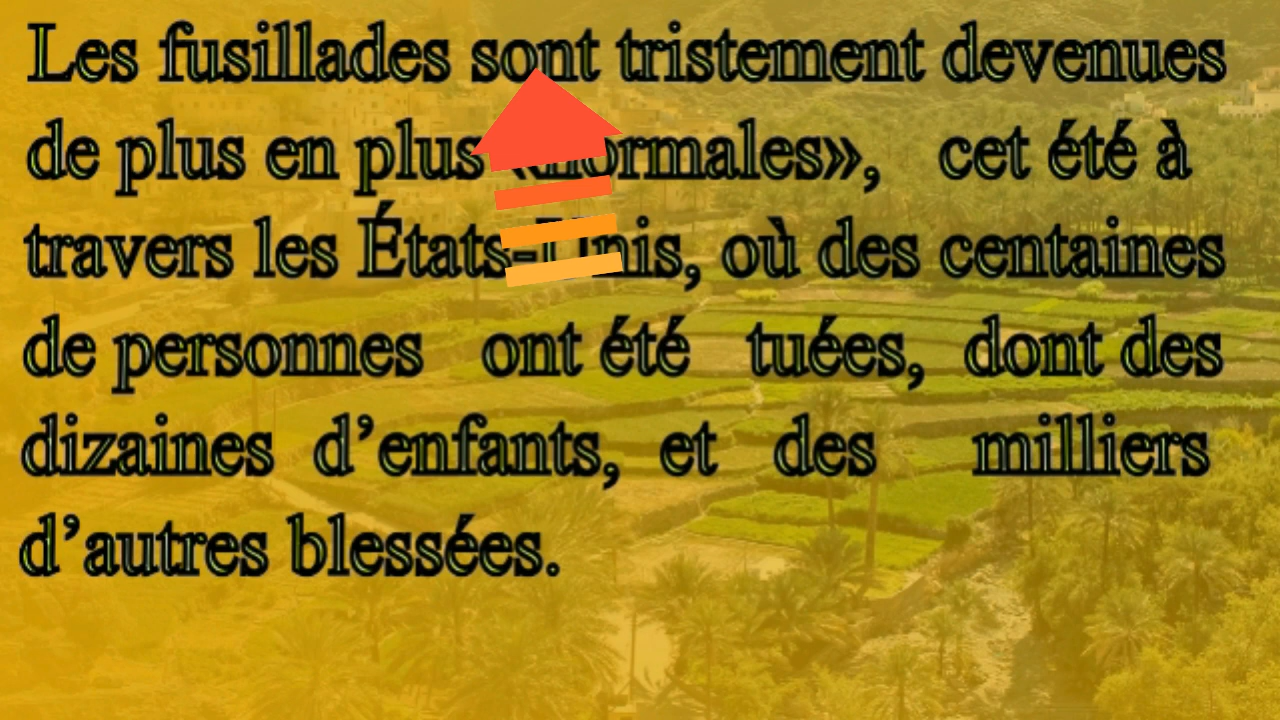 Les fusillades sont tristement devenues
de plus en plus «normales», cet été à
travers les États-Unis, où des centaines
de personnes ont été tuées, dont des
dizaines d’enfants, et des milliers
d’autres blessées.